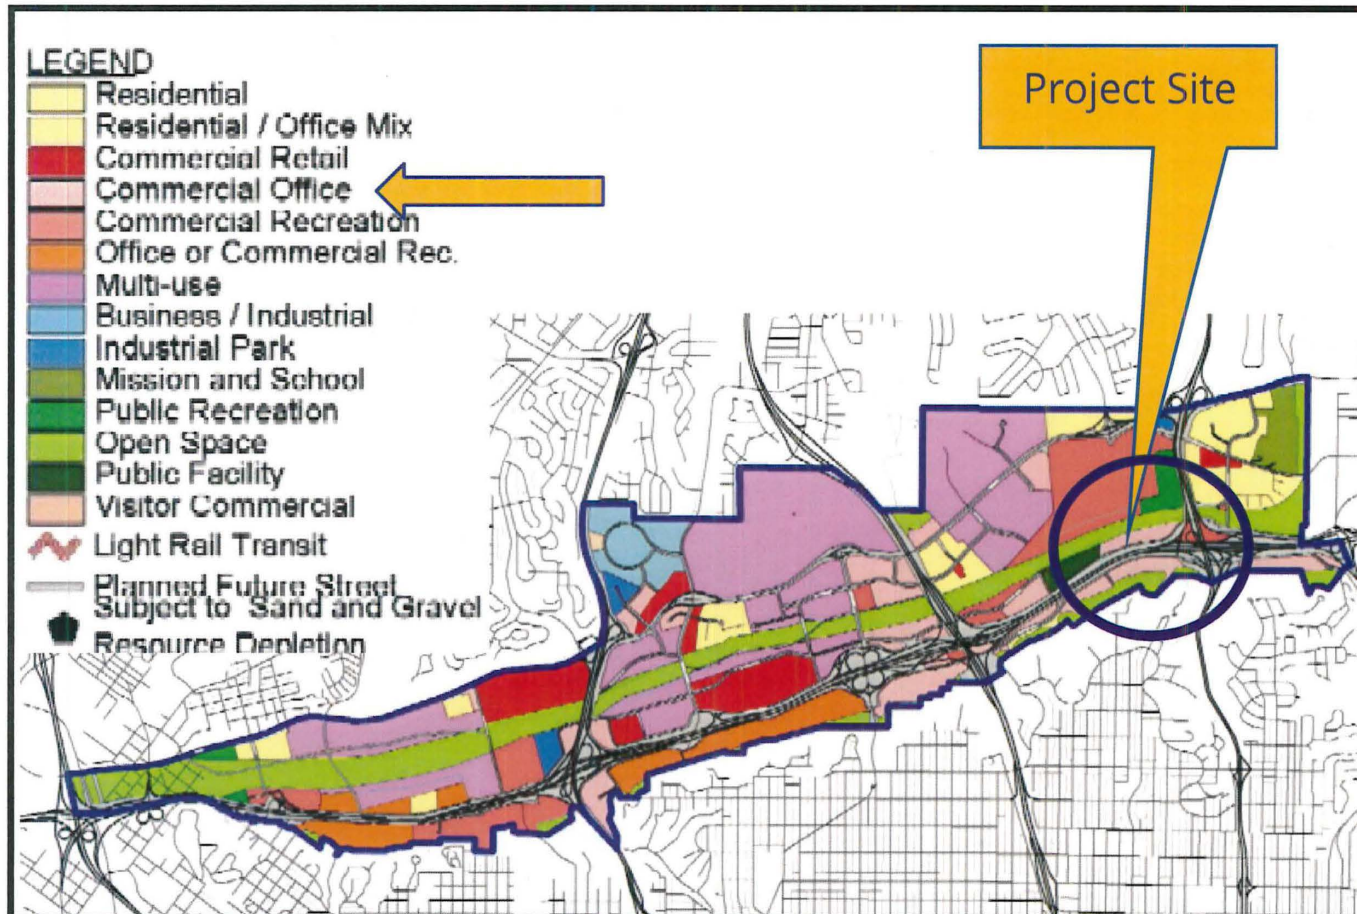 LEGEND
Residential
Residential / Office Mix
Commercial Retail
Commercial Office
Commercial Recreation
Office or Commercial Rec.
Multi-use
Business / Industrial
Industrial Park
Mission and School
Public Recreation
Open Space
Public Facility
Visitor Commercial
Light Rail Transit
Planned Future Street
Subject to Sand and Gravel
Resource Depletion
Project Site